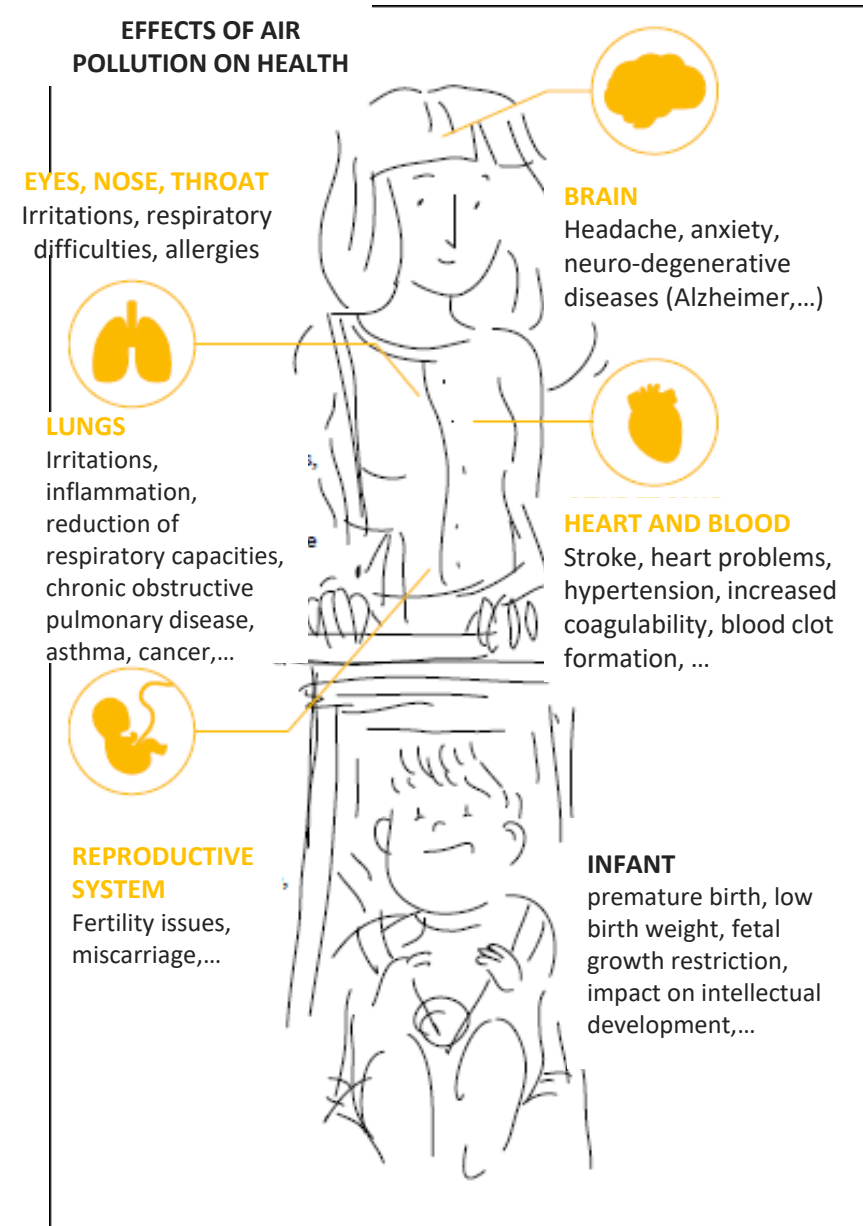 EFFECTS OF AIR
POLLUTION ON HEALTH
EYES, NOSE, THROAT
Irritations, respiratory
difficulties, allergies
BRAIN
Headache, anxiety,
neuro-degenerative
diseases (Alzheimer,...)
LUNGS
Irritations,
inflammation,
reduction of
respiratory capacities,
chronic obstructive
pulmonary disease,
asthma, cancer,...
HEART AND BLOOD
Stroke, heart problems,
hypertension, increased
coagulability, blood clot
formation, ...
REPRODUCTIVE
SYSTEM
Fertility issues,
miscarriage,...
INFANT
premature birth, low
birth weight, fetal
growth restriction,
impact on intellectual
development,...